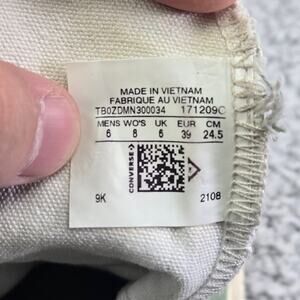 MADE IN VIETNAM
FABRIQUE AU VIETNAM
TB0ZDMN300034 171209C
MENS WO'S UK EUR CM
6 8 6 39 24.5
CONVERSE
9K 2108